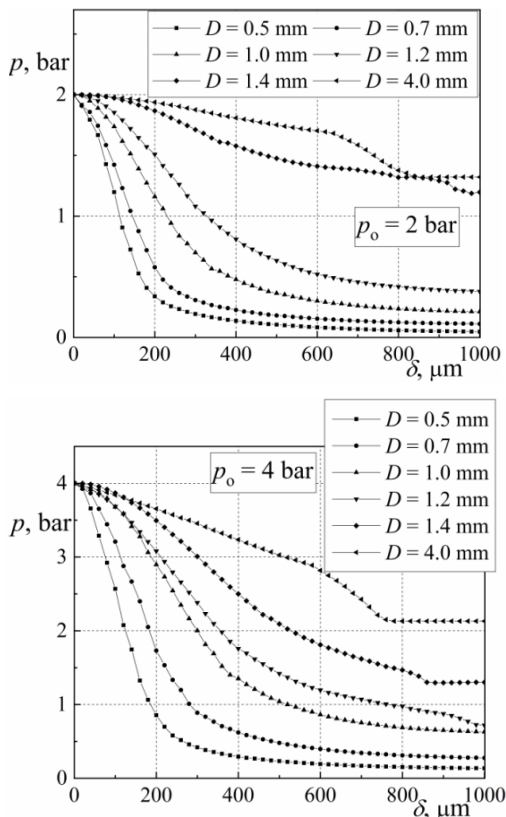 p, bar
D = 0.5 mm D = 0.7 mm
D = 1.0 mm D = 1.2 mm
D = 1.4 mm D = 4.0 mm
2
1
0
pₒ = 2 bar
0 200 400 600 800 1000
δ, µm
p, bar
D = 0.5 mm
D = 0.7 mm
D = 1.0 mm
D = 1.2 mm
D = 1.4 mm
D = 4.0 mm
pₒ = 4 bar
4
3
2
1
0
0 200 400 600 800 1000
δ, µm